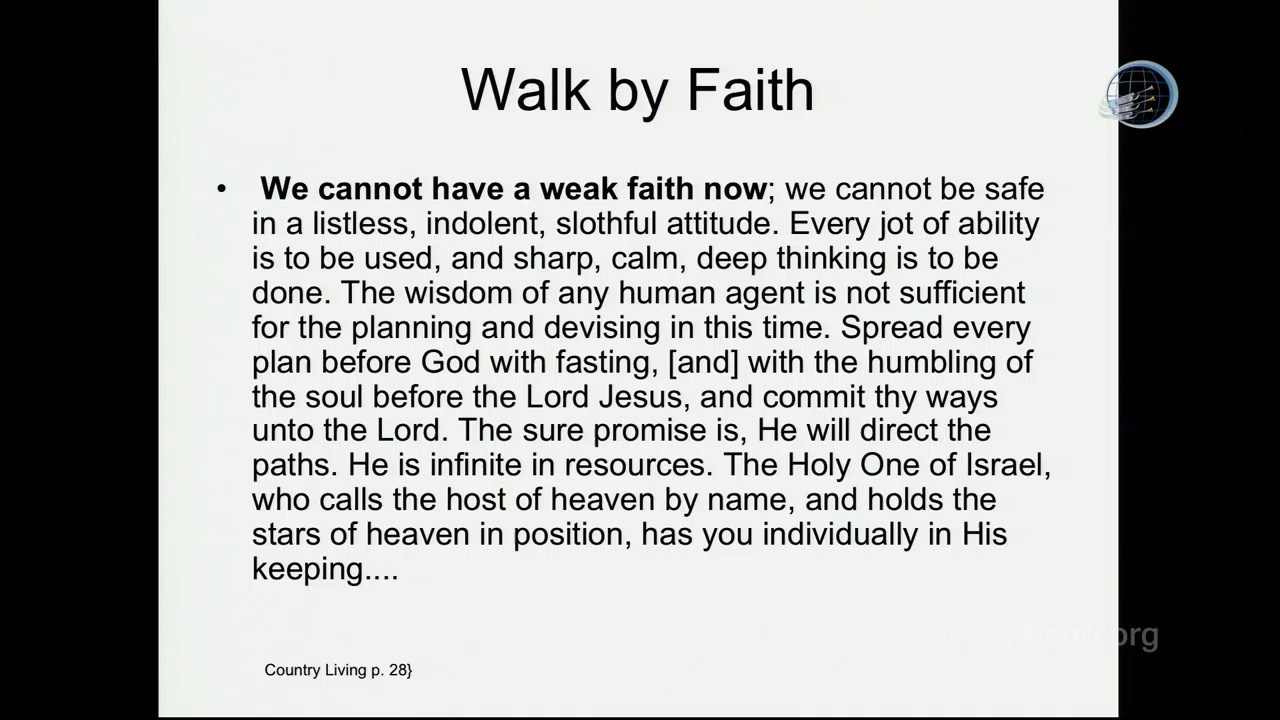 Walk by Faith
• We cannot have a weak faith now; we cannot be safe
in a listless, indolent, slothful attitude. Every jot of ability
is to be used, and sharp, calm, deep thinking is to be
done. The wisdom of any human agent is not sufficient
for the planning and devising in this time. Spread every
plan before God with fasting, [and] with the humbling of
the soul before the Lord Jesus, and commit thy ways
unto the Lord. The sure promise is, He will direct the
paths. He is infinite in resources. The Holy One of Israel,
who calls the host of heaven by name, and holds the
stars of heaven in position, has you individually in His
keeping....
Country Living p. 28}